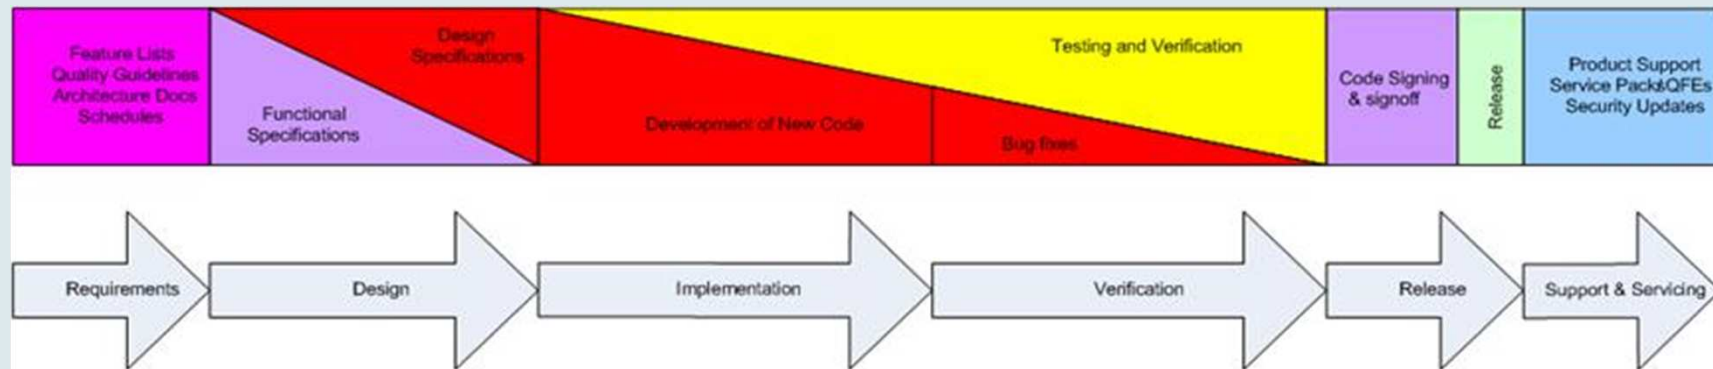 Feature Lists
Quality Guidelines
Architecture Docs
Schedules
Functional
Specifications
Design
Specifications
Development of New Code
Bug fixes
Testing and Verification
Code Signing
& signoff
Release
Product Support
Service Packs&QFEs
Security Updates
Requirements
Design
Implementation
Verification
Release
Support & Servicing